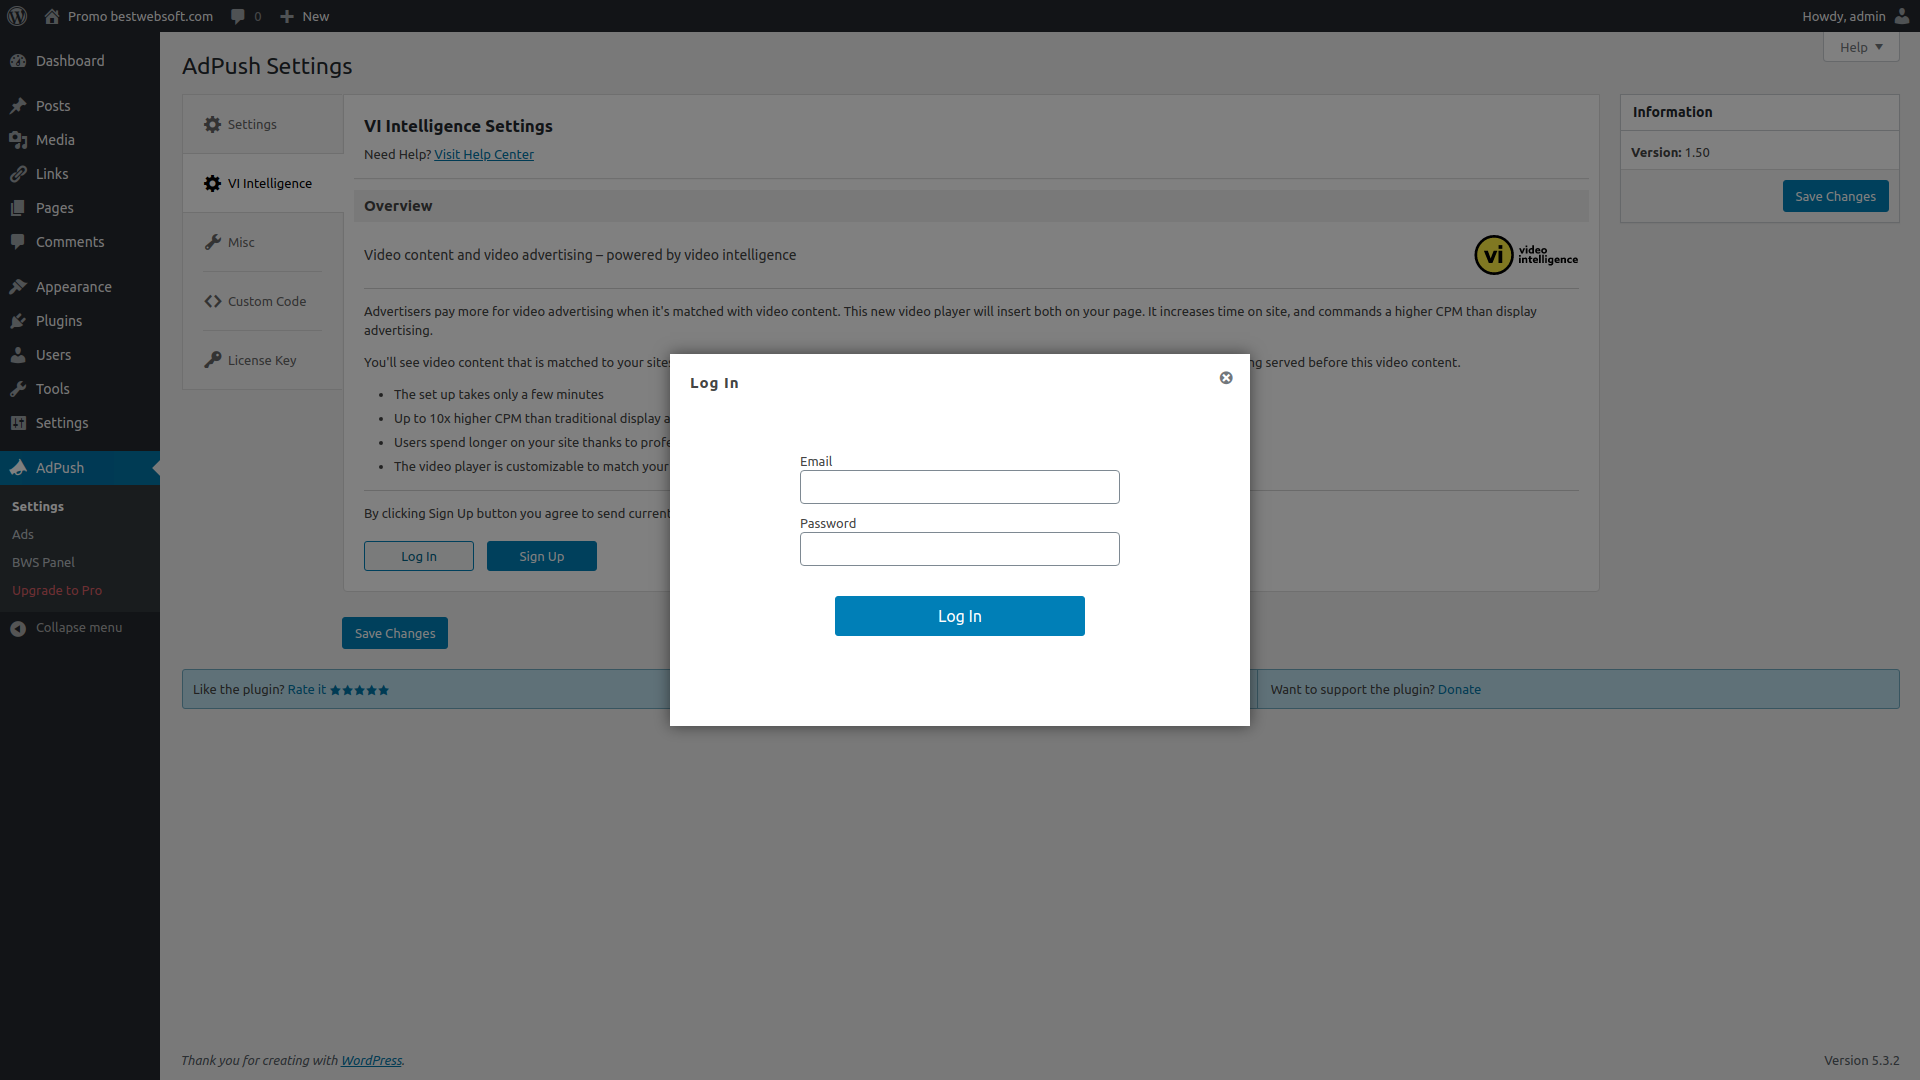 Promo bestwebsoft.com 0 New Howdy, admin
Dashboard
Posts
Media
Links
Pages
Comments
Appearance
Plugins
Users
Tools
Settings
AdPush
Settings
Ads
BWS Panel
Upgrade to Pro
Collapse menu
Help
AdPush Settings
Settings
VI Intelligence
Misc
Custom Code
License Key
VI Intelligence Settings
Need Help? Visit Help Center
Overview
Video content and video advertising – powered by video intelligence
vi video
intelligence
Advertisers pay more for video advertising when it's matched with video content. This new video player will insert both on your page. It increases time on site, and commands a higher CPM than display
advertising.
You'll see video content that is matched to your sites served before this video content.
The set up takes only a few minutes
Up to 10x higher CPM than traditional display
Users spend longer on your site thanks to
The video player is customizable to match your
By clicking Sign Up button you agree to send current
Log In Sign Up
Save Changes
Information
Version: 1.50
Save Changes
Log In
Email
Password
Log In
Like the plugin? Rate it
Want to support the plugin? Donate
Thank you for creating with WordPress.
Version 5.3.2